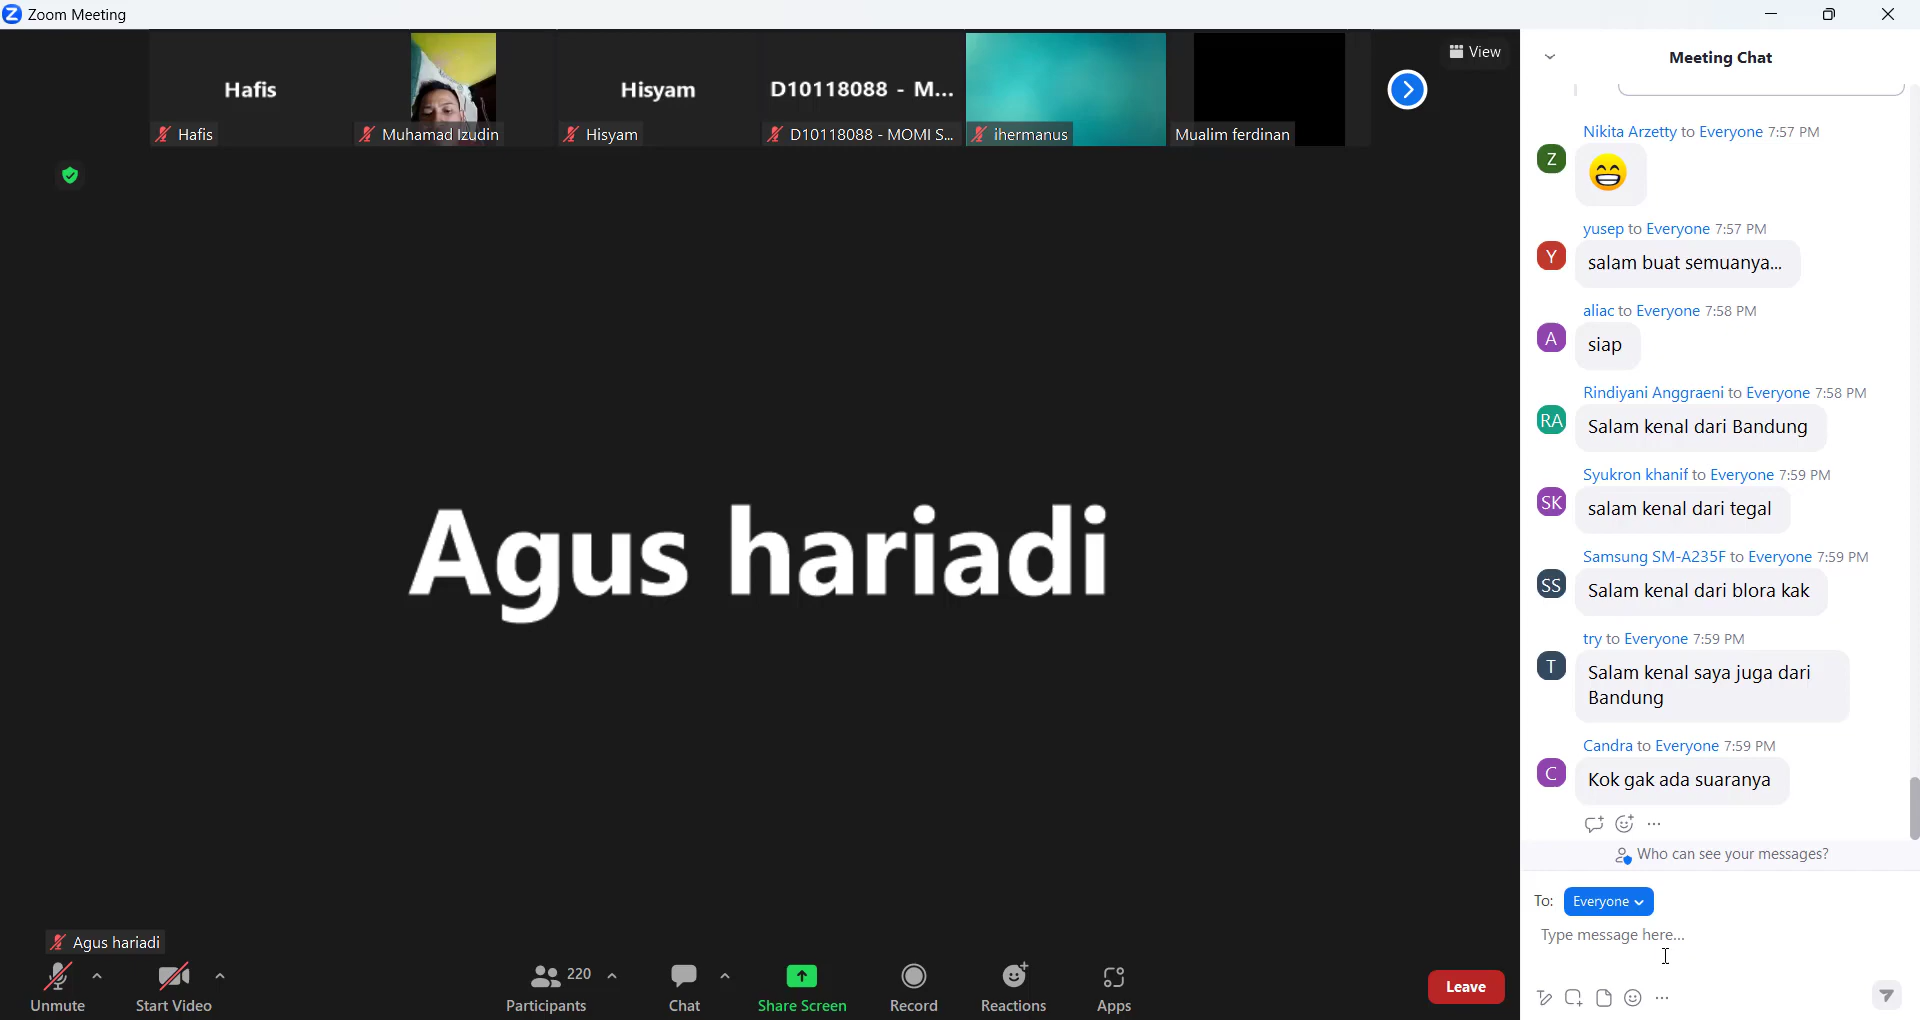 Zoom Meeting
Hafis
Hisyam
D10118088 - M...
View
Hafis
Muhamad Izudin
Hisyam
D10118088 - MOMI S...
ihermanus
Mualim ferdinan
Agus hariadi
Agus hariadi
Unmute
Start Video
220
Participants
Chat
Share Screen
Record
Reactions
Apps
Leave
Meeting Chat
Nikita Arzetty to Everyone 7:57 PM
Z
yusep to Everyone 7:57 PM
Y
salam buat semuanya...
aliac to Everyone 7:58 PM
A
siap
Rindiyani Anggraeni to Everyone 7:58 PM
RA
Salam kenal dari Bandung
Syukron khanif to Everyone 7:59 PM
SK
salam kenal dari tegal
Samsung SM-A235F to Everyone 7:59 PM
SS
Salam kenal dari blora kak
try to Everyone 7:59 PM
T
Salam kenal saya juga dari
Bandung
Candra to Everyone 7:59 PM
C
Kok gak ada suaranya
Who can see your messages?
To: Everyone
Type message here...